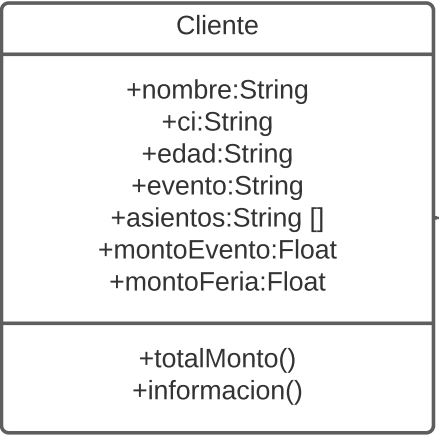 Cliente
+nombre:String
+ci:String
+edad:String
+evento:String
+asientos:String []
+montoEvento:Float
+montoFeria:Float
+totalMonto()
+informacion()